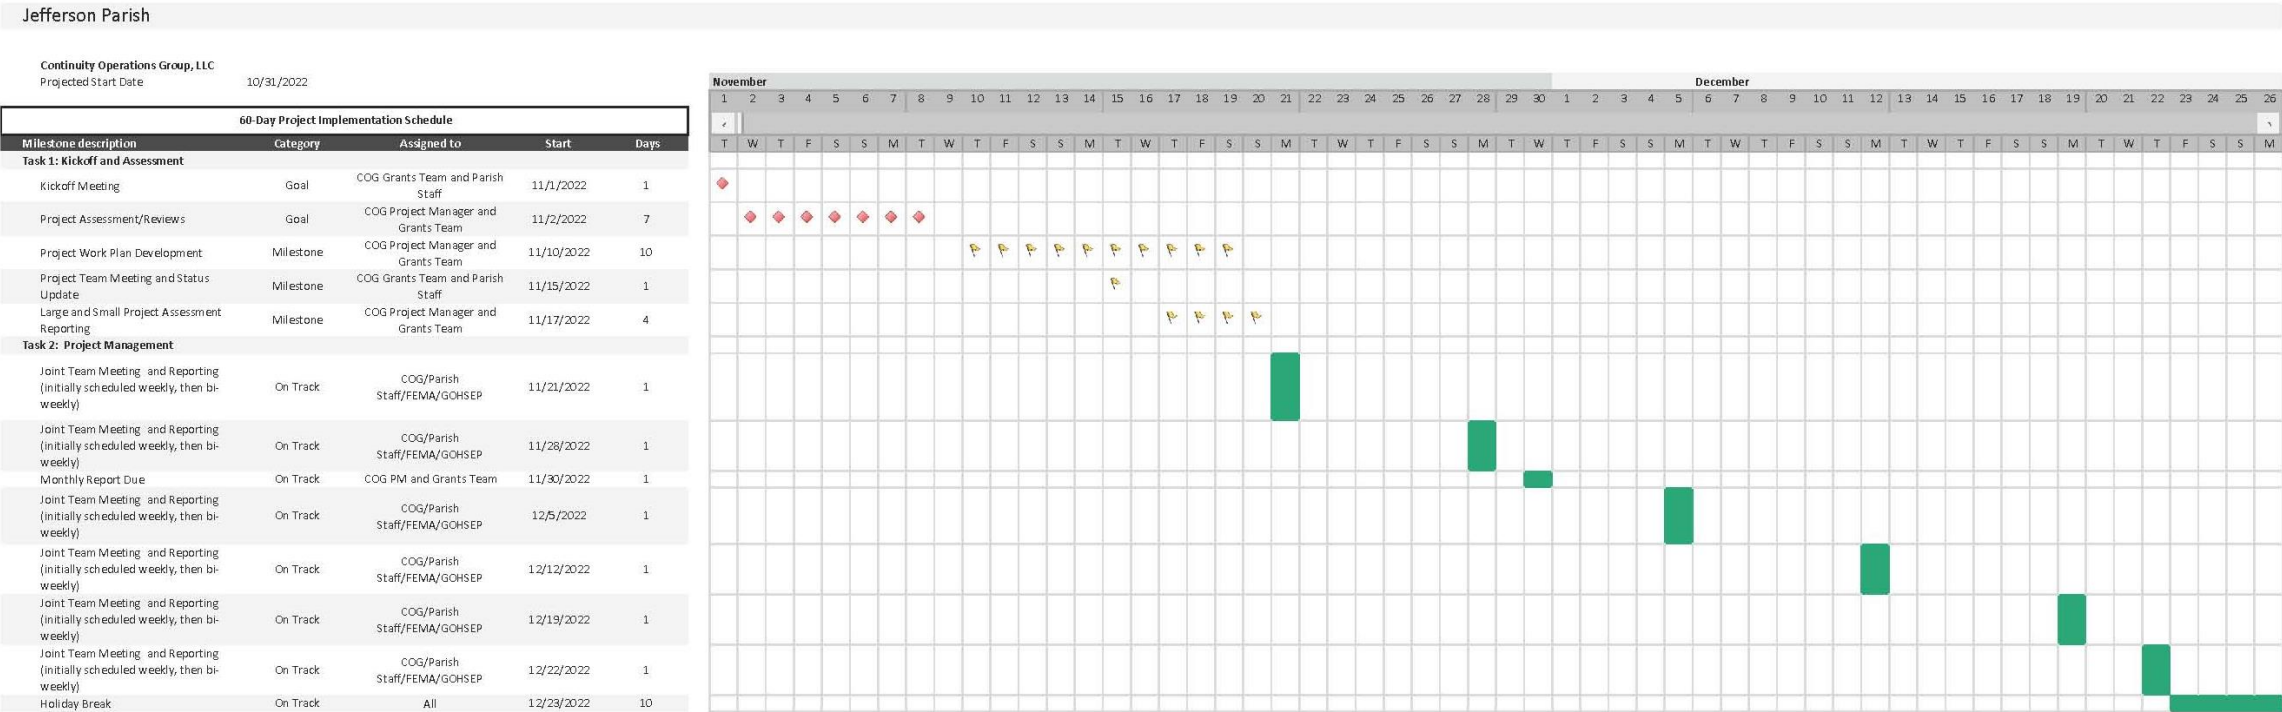 Jefferson Parish
Continuity Operations Group, LLC
Projected Start Date 10/31/2022
November December
1 2 3 4 5 6 7 8 9 10 11 12 13 14 15 16 17 18 19 20 21 22 23 24 25 26 27 28 29 30 1 2 3 4 5 6 7 8 9 10 11 12 13 14 15 16 17 18 19 20 21 22 23 24 25 26
60-Day Project Implementation Schedule
Milestone description Category Assigned to Start Days T W T F S S M T W T F S S M T W T F S S M T W T F S S M T W T F S S M T W T F S S M T W T F S S M T W T F S S M
Task 1: Kickoff and Assessment
Kickoff Meeting Goal COG Grants Team and Parish
Staff 11/1/2022 1
Project Assessment/Reviews Goal COG Project Manager and
Grants Team 11/2/2022 7
Project Work Plan Development Milestone COG Project Manager and
Grants Team 11/10/2022 10
Project Team Meeting and Status
Update Milestone COG Grants Team and Parish
Staff 11/15/2022 1
Large and Small Project Assessment
Reporting Milestone COG Project Manager and
Grants Team 11/17/2022 4
Task 2: Project Management
Joint Team Meeting and Reporting
(initially scheduled weekly, then bi-
weekly) On Track COG/Parish
Staff/FEMA/GOHSEP 11/21/2022 1
Joint Team Meeting and Reporting
(initially scheduled weekly, then bi-
weekly) On Track COG/Parish
Staff/FEMA/GOHSEP 11/28/2022 1
Monthly Report Due On Track COG PM and Grants Team 11/30/2022 1
Joint Team Meeting and Reporting
(initially scheduled weekly, then bi-
weekly) On Track COG/Parish
Staff/FEMA/GOHSEP 12/5/2022 1
Joint Team Meeting and Reporting
(initially scheduled weekly, then bi-
weekly) On Track COG/Parish
Staff/FEMA/GOHSEP 12/12/2022 1
Joint Team Meeting and Reporting
(initially scheduled weekly, then bi-
weekly) On Track COG/Parish
Staff/FEMA/GOHSEP 12/19/2022 1
Joint Team Meeting and Reporting
(initially scheduled weekly, then bi-
weekly) On Track COG/Parish
Staff/FEMA/GOHSEP 12/22/2022 1
Holiday Break On Track All 12/23/2022 10